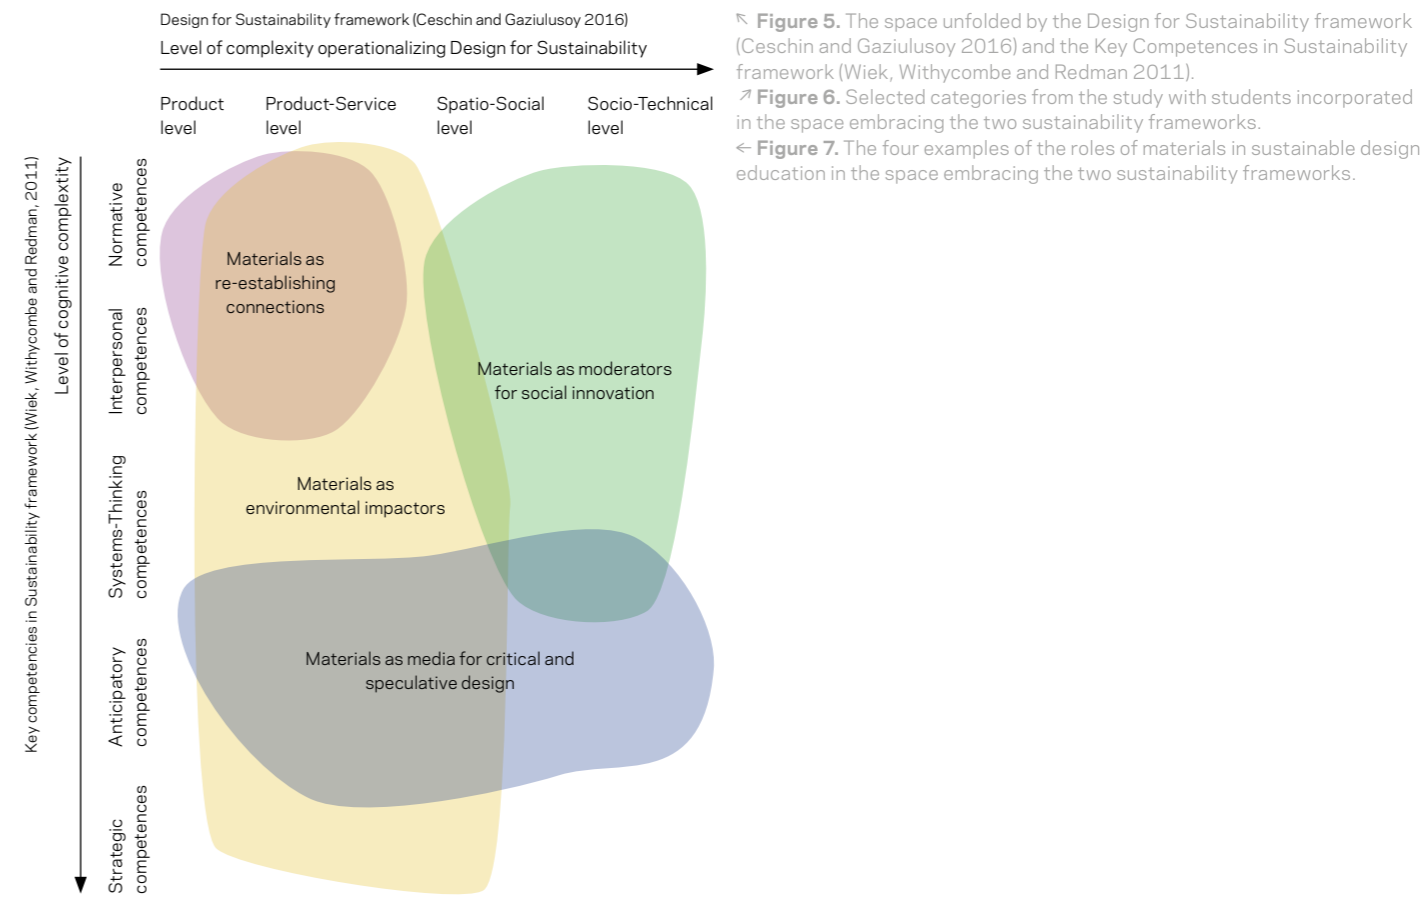 Design for Sustainability framework (Ceschin and Gaziulusoy 2016)
Level of complexity operationalizing Design for Sustainability
Product
level
Product-Service
level
Spatio-Social
level
Socio-Technical
level
Key competencies in Sustainability framework (Wiek, Withycombe and Redman, 2011)
Level of cognitive complextity
Normative
competences
Interpersonal
competences
Systems-Thinking
competences
Anticipatory
competences
Strategic
competences
Materials as
re-establishing
connections
Materials as moderators
for social innovation
Materials as
environmental impactors
Materials as media for critical and
speculative design
↖ Figure 5. The space unfolded by the Design for Sustainability framework
(Ceschin and Gaziulusoy 2016) and the Key Competences in Sustainability
framework (Wiek, Withycombe and Redman 2011).
↗ Figure 6. Selected categories from the study with students incorporated
in the space embracing the two sustainability frameworks.
← Figure 7. The four examples of the roles of materials in sustainable design
education in the space embracing the two sustainability frameworks.